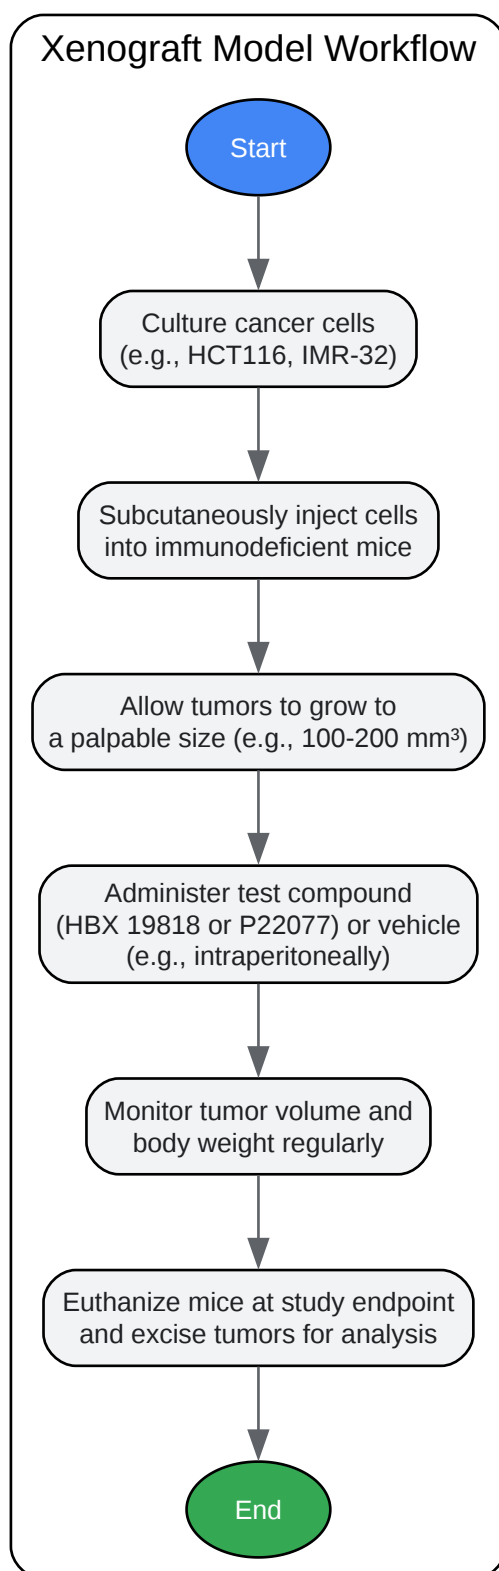 Xenograft Model Workflow
Start
Culture cancer cells
(e.g., HCT116, IMR-32)
Subcutaneously inject cells
into immunodeficient mice
Allow tumors to grow to
a palpable size (e.g., 100-200 mm³)
Administer test compound
(HBX 19818 or P22077) or vehicle
(e.g., intraperitoneally)
Monitor tumor volume and
body weight regularly
Euthanize mice at study endpoint
and excise tumors for analysis
End